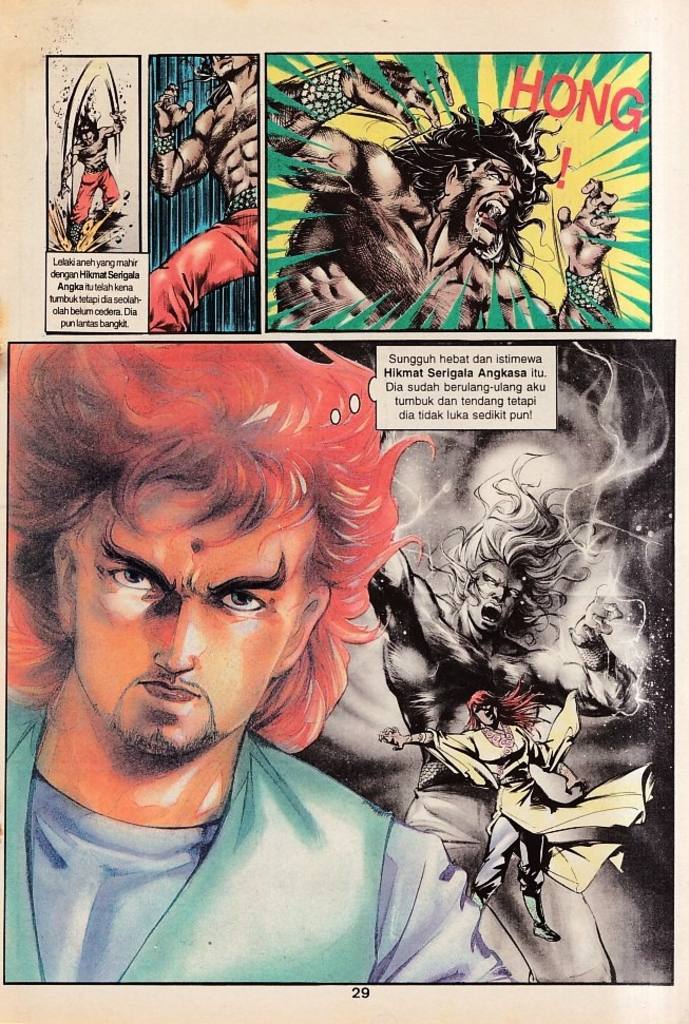 HONG
!
Lelaki aneh yang mahir
dengan Hikmat Serigala
Angka itu telah kena
tumbuk tetapi dia seolah-
olah belum cedera. Dia
pun lantas bangkit.
Sungguh hebat dan istimewa
Hikmat Serigala Angkasa itu.
Dia sudah berulang-ulang aku
tumbuk dan tendang tetapi
dia tidak luka sedikit pun!
29